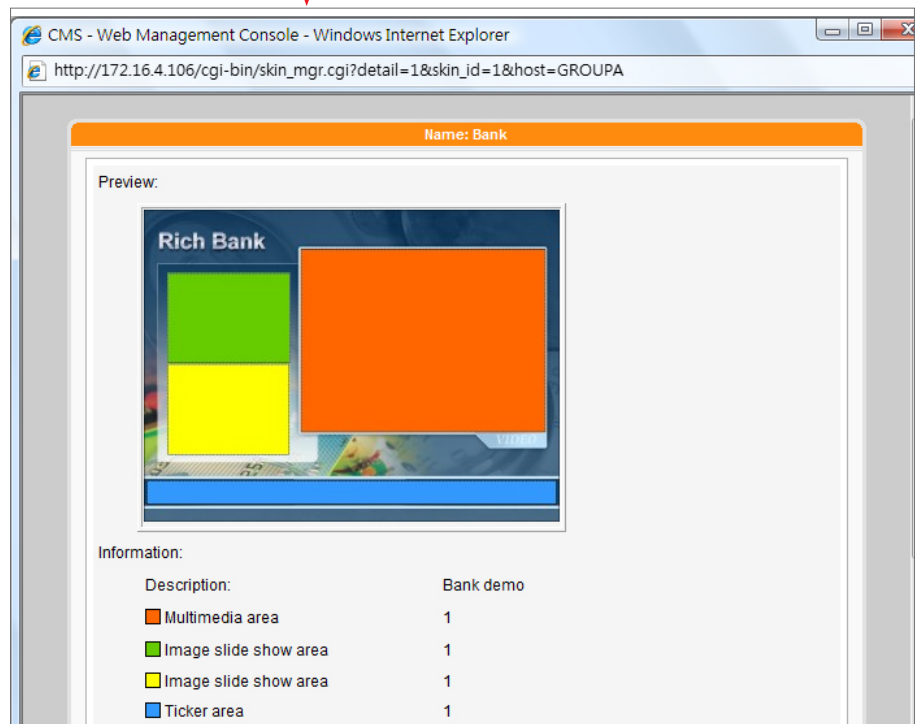 CMS - Web Management Console - Windows Internet Explorer
http://172.16.4.106/cgi-bin/skin_mgr.cgi?detail=1&skin_id=1&host=GROUPA
Name: Bank
Preview:
Rich Bank
VIDEO
Information:
Description: Bank demo
Multimedia area 1
Image slide show area 1
Image slide show area 1
Ticker area 1